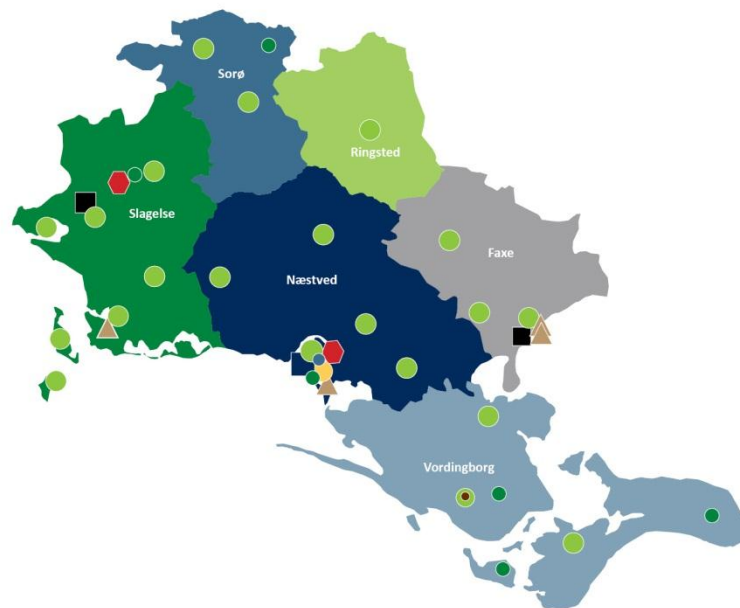 Sorø
Ringsted
Slagelse
Faxe
Næstved
Vordingborg